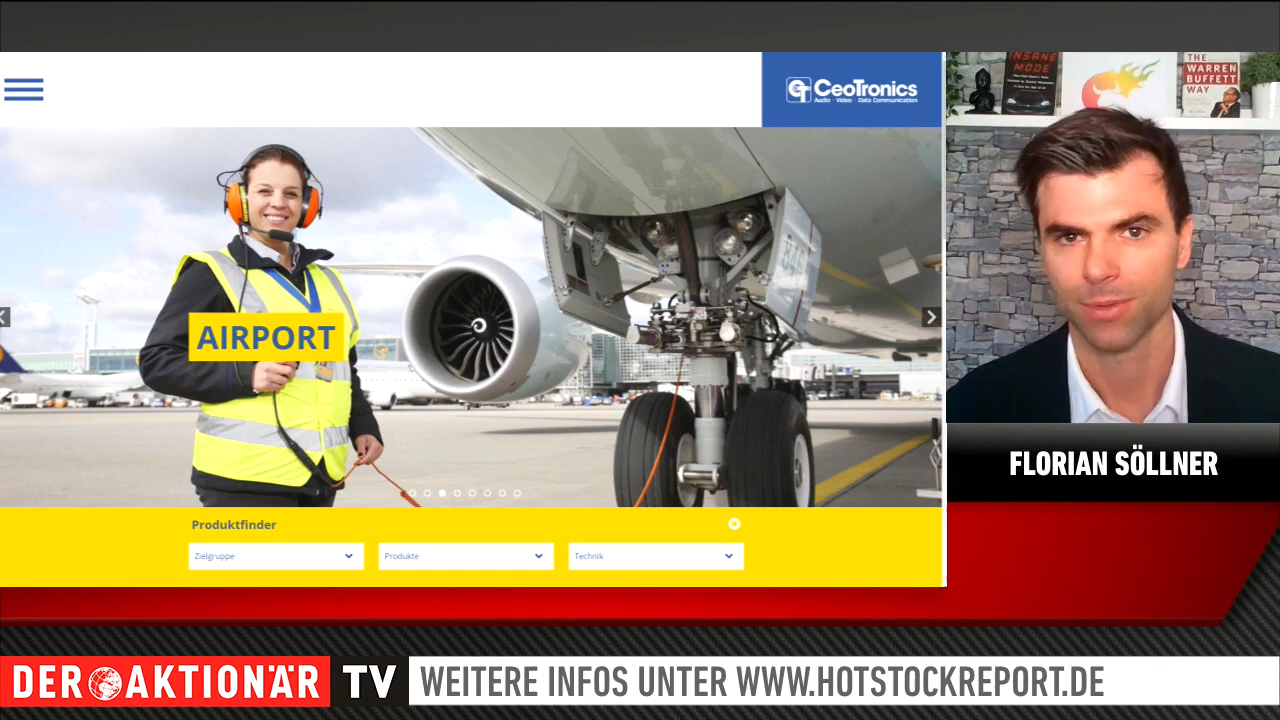 CeoTronics
Audio · Video · Data Communication
INSANE
MODE
THE
WARREN
BUFFETT
WAY
AIRPORT
FLORIAN SÖLLNER
Produktfinder
Zielgruppe
Produkte
Technik
DER AKTIONÄR TV
WEITERE INFOS UNTER WWW.HOTSTOCKREPORT.DE